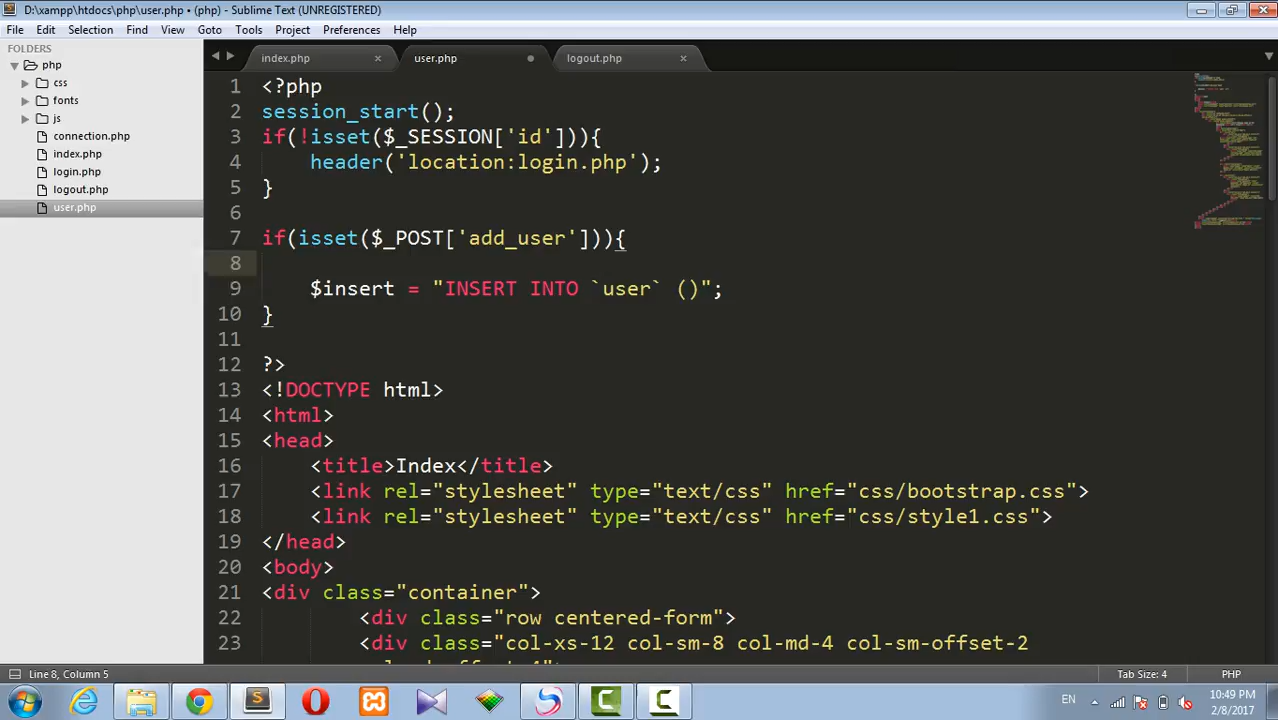 D:\xampp\htdocs\php\user.php • (php) - Sublime Text (UNREGISTERED)
File Edit Selection Find View Goto Tools Project Preferences Help
FOLDERS
php
css
fonts
js
connection.php
index.php
login.php
logout.php
user.php
index.php × user.php • logout.php ×
1 <?php
2 session_start();
3 if(!isset($_SESSION['id'])){
4 header('location:login.php');
5 }
6
7 if(isset($_POST['add_user'])){
8
9 $insert = "INSERT INTO `user` ()";
10 }
11
12 ?>
13 <!DOCTYPE html>
14 <html>
15 <head>
16 <title>Index</title>
17 <link rel="stylesheet" type="text/css" href="css/bootstrap.css">
18 <link rel="stylesheet" type="text/css" href="css/style1.css">
19 </head>
20 <body>
21 <div class="container">
22 <div class="row centered-form">
23 <div class="col-xs-12 col-sm-8 col-md-4 col-sm-offset-2
Line 8, Column 5 Tab Size: 4 PHP
EN 10:49 PM
2/8/2017